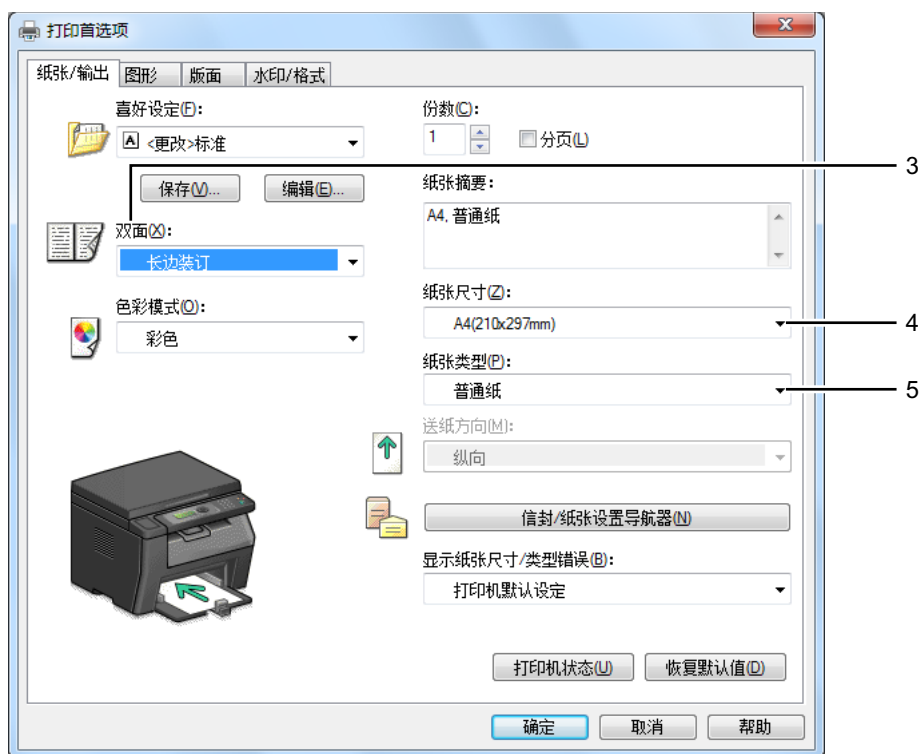 打印首选项
纸张/输出 图形 版面 水印/格式
喜好设定(F):
A <更改>标准
保存(V)... 编辑(E)...
双面(X):
长边装订
色彩模式(O):
彩色
份数(C):
1 分页(L)
纸张摘要:
A4, 普通纸
纸张尺寸(Z):
A4(210x297mm)
纸张类型(P):
普通纸
送纸方向(M):
纵向
信封/纸张设置导航器(N)
显示纸张尺寸/类型错误(B):
打印机默认设定
打印机状态(U) 恢复默认值(D)
确定 取消 帮助
3
4
5